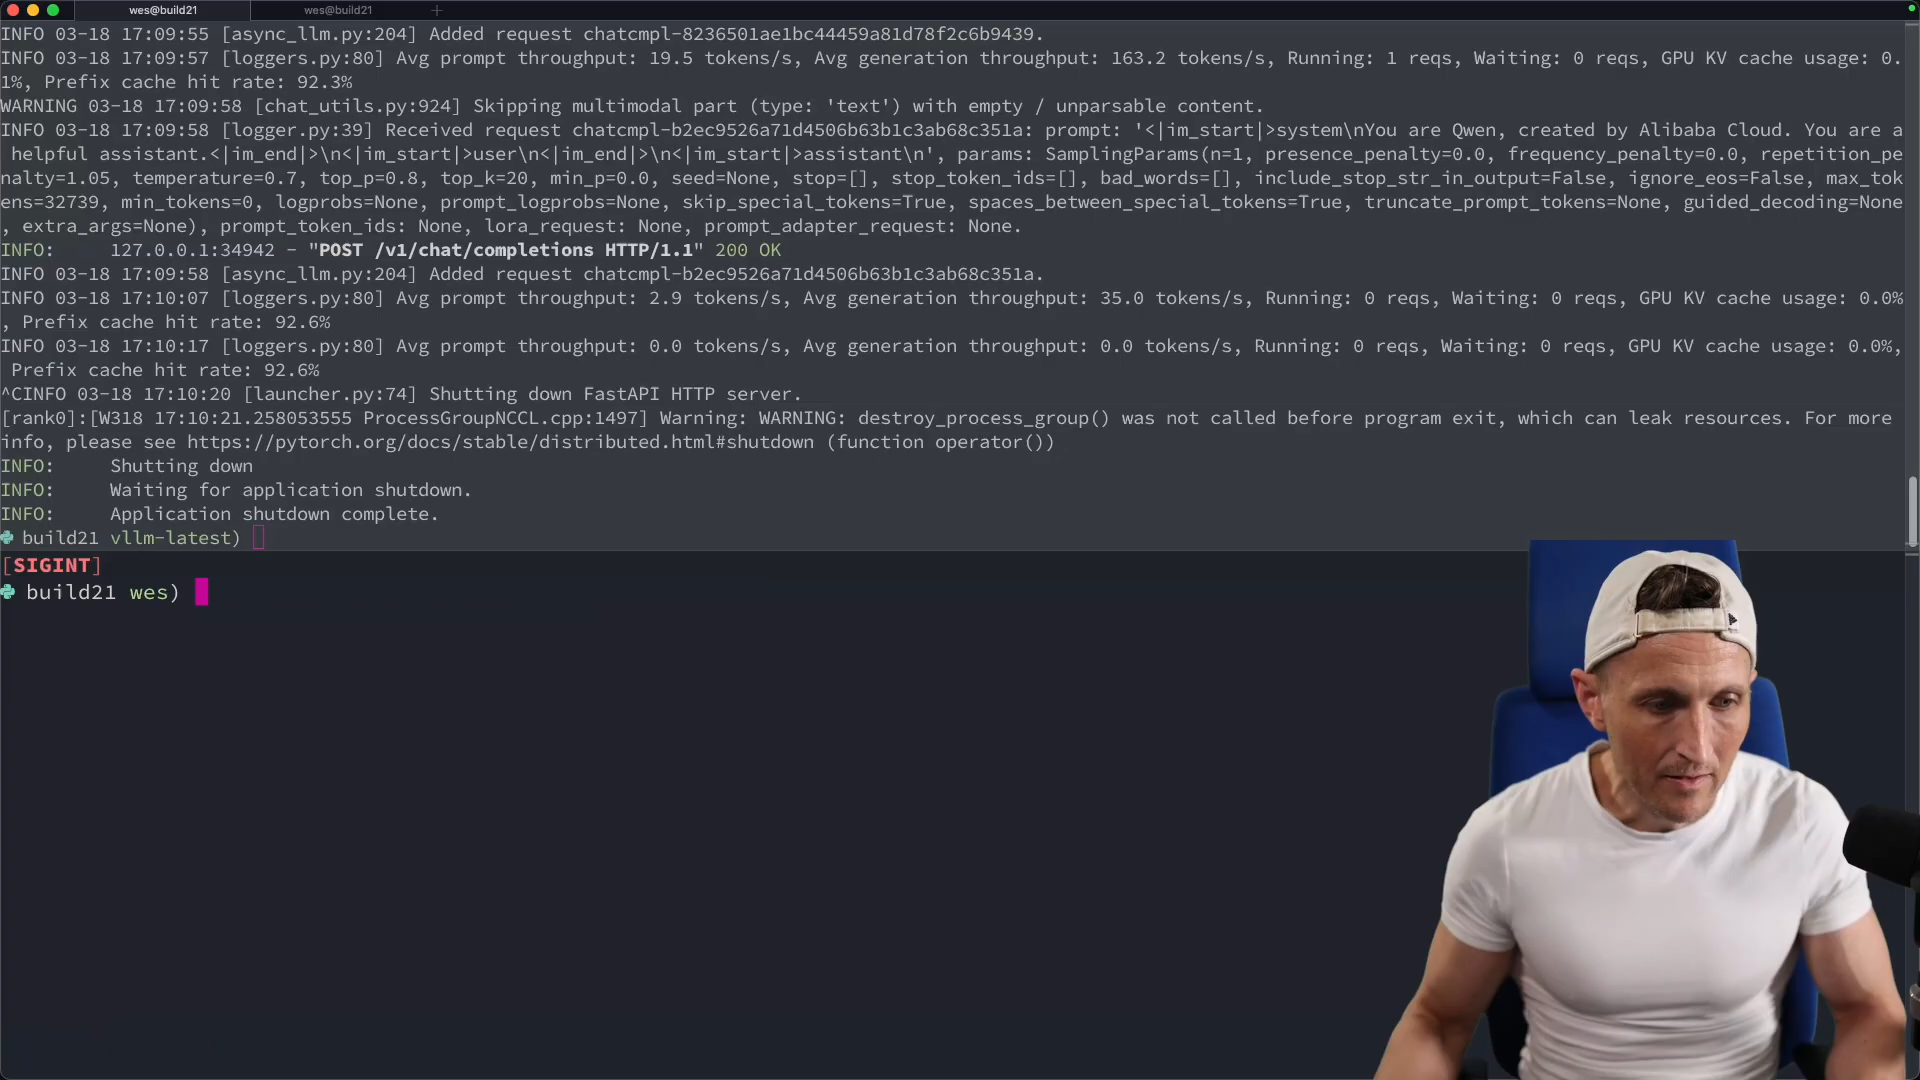 wes@build21 wes@build21 +
INFO 03-18 17:09:55 [async_llm.py:204] Added request chatcmpl-8236501ae1bc44459a81d78f2c6b9439.
INFO 03-18 17:09:57 [loggers.py:80] Avg prompt throughput: 19.5 tokens/s, Avg generation throughput: 163.2 tokens/s, Running: 1 reqs, Waiting: 0 reqs, GPU KV cache usage: 0.
1%, Prefix cache hit rate: 92.3%
WARNING 03-18 17:09:58 [chat_utils.py:924] Skipping multimodal part (type: 'text') with empty / unparsable content.
INFO 03-18 17:09:58 [logger.py:39] Received request chatcmpl-b2ec9526a71d4506b63b1c3ab68c351a: prompt: '<|im_start|>system\nYou are Qwen, created by Alibaba Cloud. You are a
helpful assistant.<|im_end|>\n<|im_start|>user\n<|im_end|>\n<|im_start|>assistant\n', params: SamplingParams(n=1, presence_penalty=0.0, frequency_penalty=0.0, repetition_pe
nalty=1.05, temperature=0.7, top_p=0.8, top_k=20, min_p=0.0, seed=None, stop=[], stop_token_ids=[], bad_words=[], include_stop_str_in_output=False, ignore_eos=False, max_tok
ens=32739, min_tokens=0, logprobs=None, prompt_logprobs=None, skip_special_tokens=True, spaces_between_special_tokens=True, truncate_prompt_tokens=None, guided_decoding=None
, extra_args=None), prompt_token_ids: None, lora_request: None, prompt_adapter_request: None.
INFO: 127.0.0.1:34942 - "POST /v1/chat/completions HTTP/1.1" 200 OK
INFO 03-18 17:09:58 [async_llm.py:204] Added request chatcmpl-b2ec9526a71d4506b63b1c3ab68c351a.
INFO 03-18 17:10:07 [loggers.py:80] Avg prompt throughput: 2.9 tokens/s, Avg generation throughput: 35.0 tokens/s, Running: 0 reqs, Waiting: 0 reqs, GPU KV cache usage: 0.0%
, Prefix cache hit rate: 92.6%
INFO 03-18 17:10:17 [loggers.py:80] Avg prompt throughput: 0.0 tokens/s, Avg generation throughput: 0.0 tokens/s, Running: 0 reqs, Waiting: 0 reqs, GPU KV cache usage: 0.0%,
Prefix cache hit rate: 92.6%
^CINFO 03-18 17:10:20 [launcher.py:74] Shutting down FastAPI HTTP server.
[rank0]:[W318 17:10:21.258053555 ProcessGroupNCCL.cpp:1497] Warning: WARNING: destroy_process_group() was not called before program exit, which can leak resources. For more
info, please see https://pytorch.org/docs/stable/distributed.html#shutdown (function operator())
INFO: Shutting down
INFO: Waiting for application shutdown.
INFO: Application shutdown complete.
build21 vllm-latest)
[SIGINT]
build21 wes)